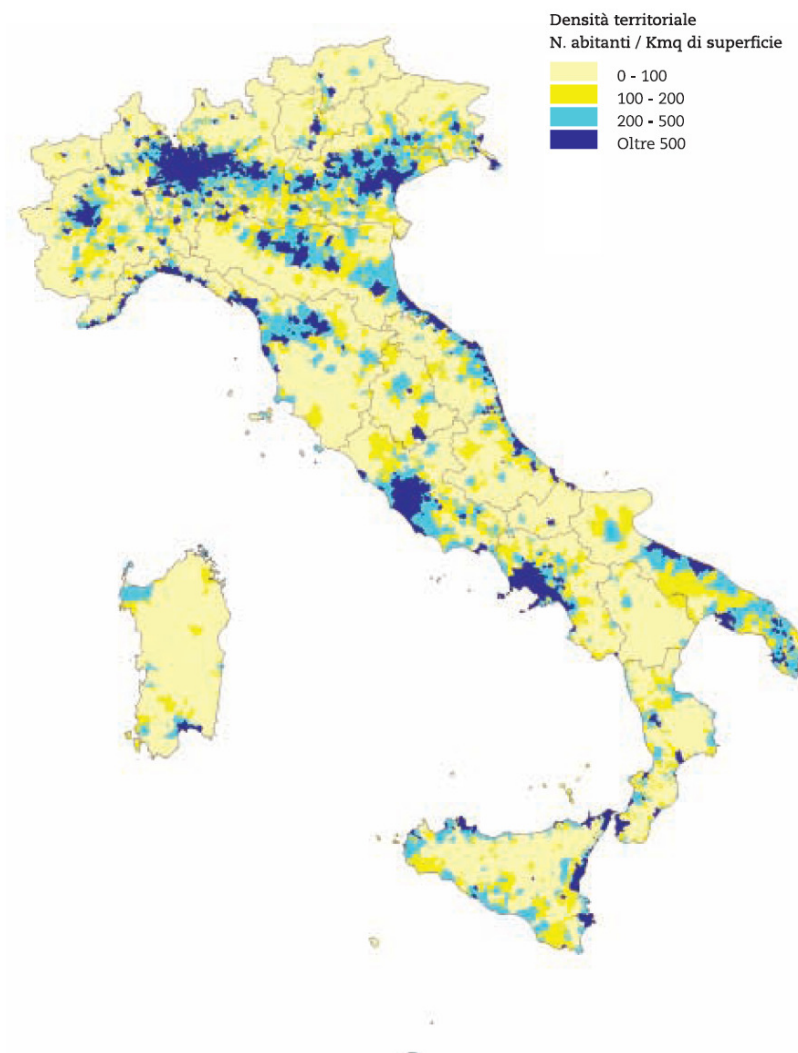 Densità territoriale
N. abitanti / Kmq di superficie
0 - 100
100 - 200
200 - 500
Oltre 500